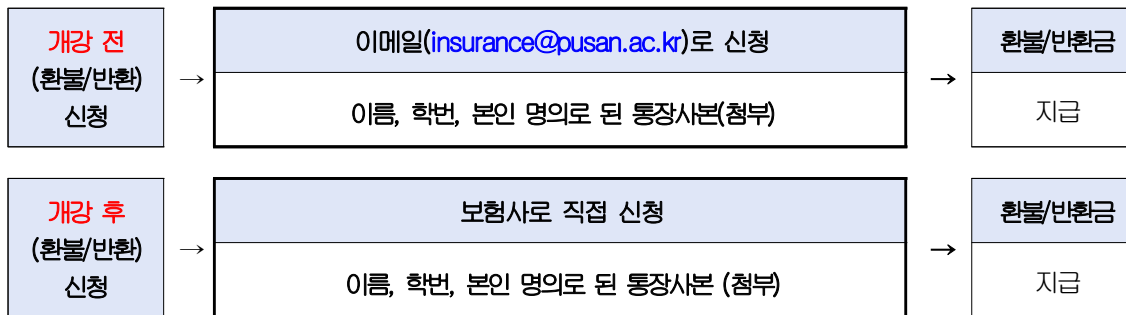 개강 전
(환불/반환)
신청
→
이메일(insurance@pusan.ac.kr)로 신청
이름, 학번, 본인 명의로 된 통장사본(첨부)
→
환불/반환금
지급
개강 후
(환불/반환)
신청
→
보험사로 직접 신청
이름, 학번, 본인 명의로 된 통장사본 (첨부)
→
환불/반환금
지급